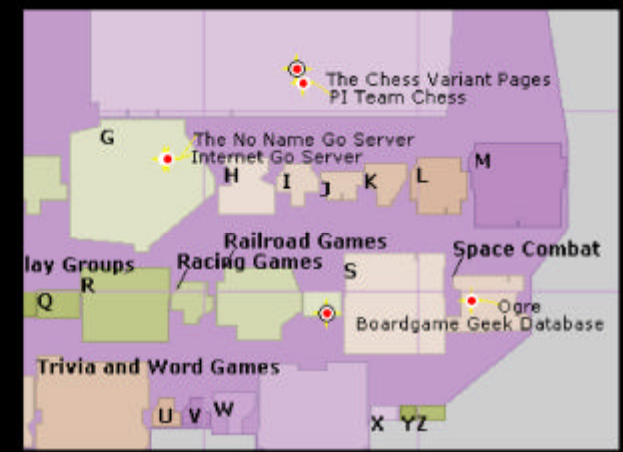 The Chess Variant Pages
PI Team Chess
G
The No Name Go Server
Internet Go Server
H
I
J
K
L
M
Railroad Games
Space Combat
lay Groups
Racing Games
S
R
Q
Ogre
Boardgame Geek Database
Trivia and Word Games
U
V
W
X
YZ